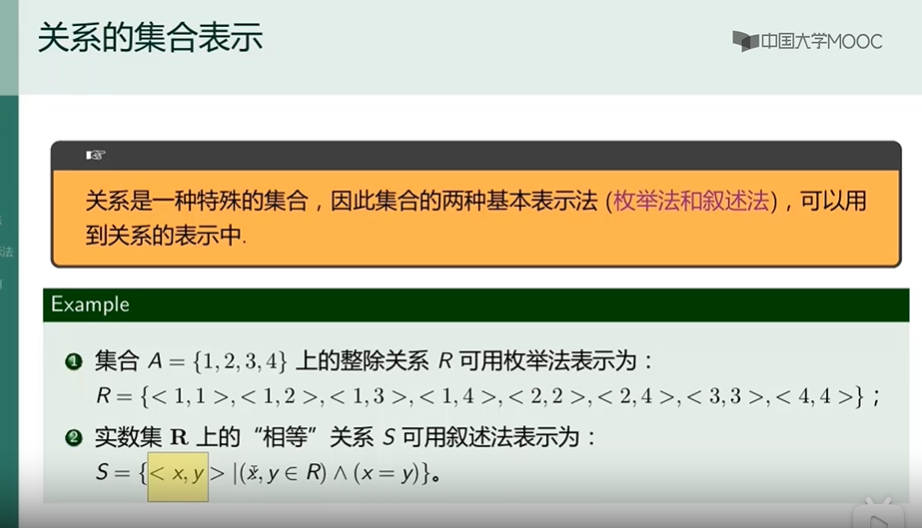 关系的集合表示
中国大学MOOC
关系是一种特殊的集合，因此集合的两种基本表示法 (枚举法和叙述法)，可以用
到关系的表示中.
Example
1 集合 A = {1, 2, 3, 4} 上的整除关系 R 可用枚举法表示为：
R = {< 1, 1 >, < 1, 2 >, < 1, 3 >, < 1, 4 >, < 2, 2 >, < 2, 4 >, < 3, 3 >, < 4, 4 >}；
2 实数集 R 上的“相等”关系 S 可用叙述法表示为：
S = {< x, y > |(x, y ∈ R) ∧ (x = y)}。